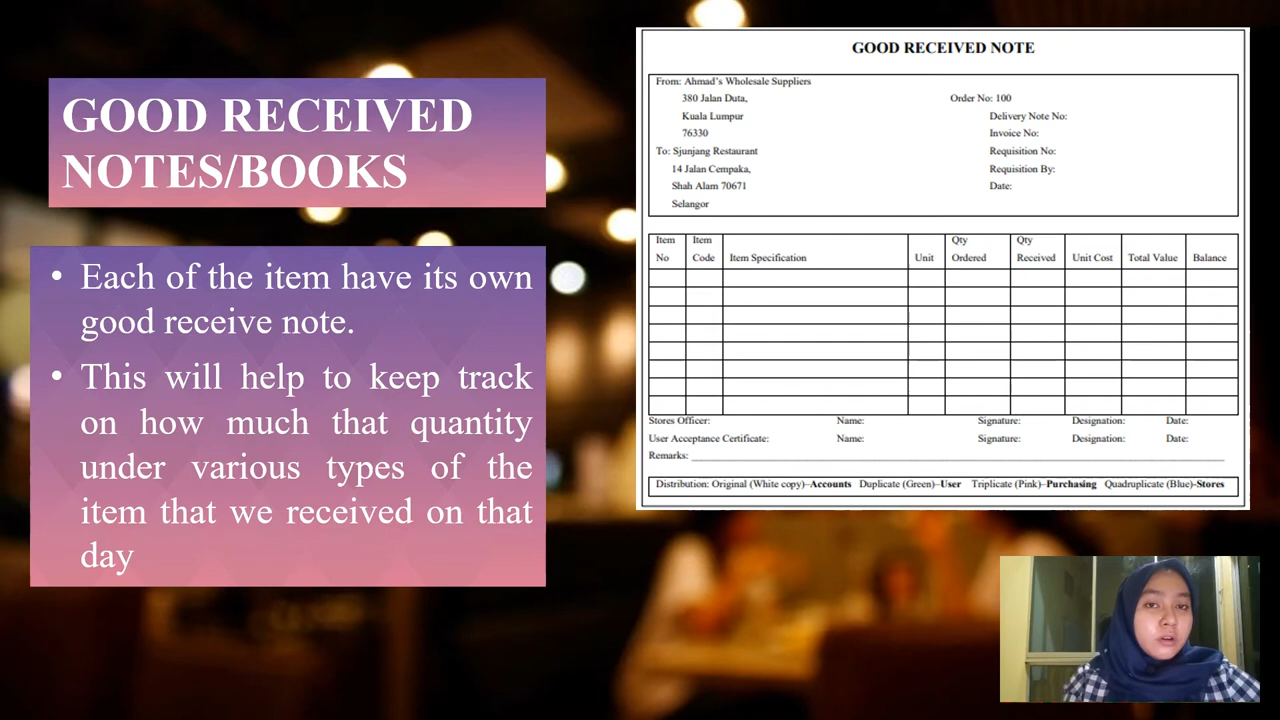 GOOD RECEIVED
NOTES/BOOKS
• Each of the item have its own
good receive note.
• This will help to keep track
on how much that quantity
under various types of the
item that we received on that
day
GOOD RECEIVED NOTE
From: Ahmad's Wholesale Suppliers
380 Jalan Duta, Order No: 100
Kuala Lumpur Delivery Note No:
76330 Invoice No:
To: Sjunjang Restaurant Requisition No:
14 Jalan Cempaka, Requisition By:
Shah Alam 70671 Date:
Selangor
Item Item Qty Qty
No Code Item Specification Unit Ordered Received Unit Cost Total Value Balance
Stores Officer: Name: Signature: Designation: Date:
User Acceptance Certificate: Name: Signature: Designation: Date:
Remarks:
Distribution: Original (White copy)–Accounts Duplicate (Green)–User Triplicate (Pink)–Purchasing Quadruplicate (Blue)-Stores